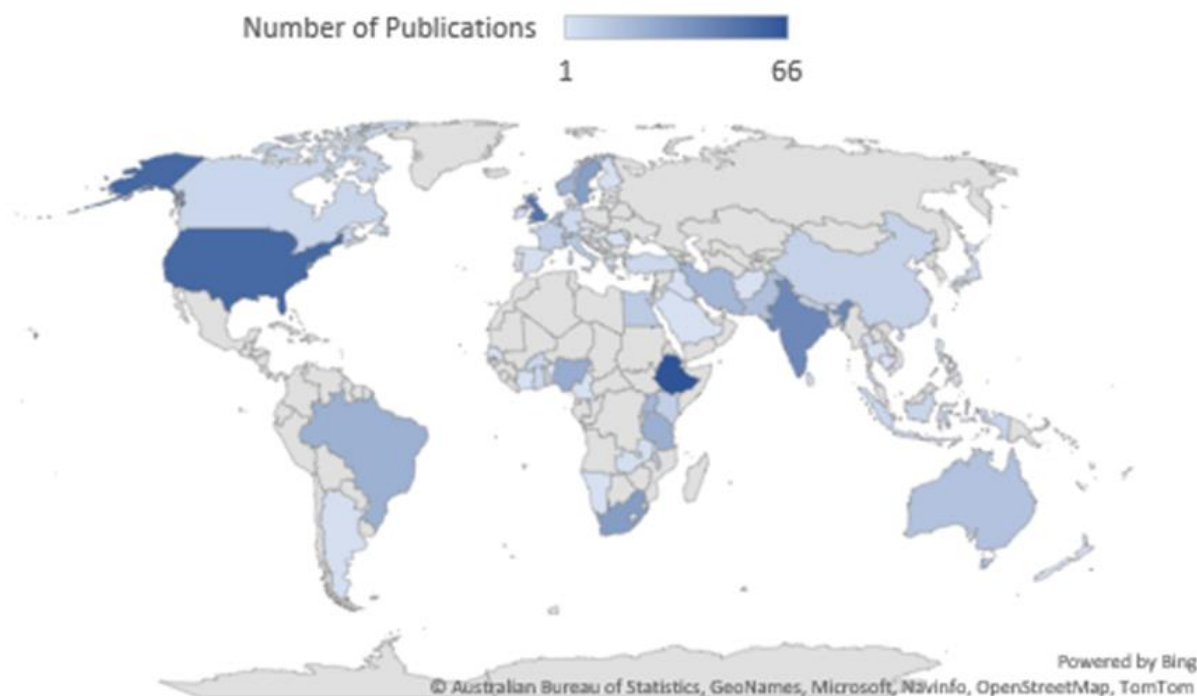 Number of Publications
1 66
Powered by Bing
© Australian Bureau of Statistics, GeoNames, Microsoft, Navinfo, OpenStreetMap, TomTom